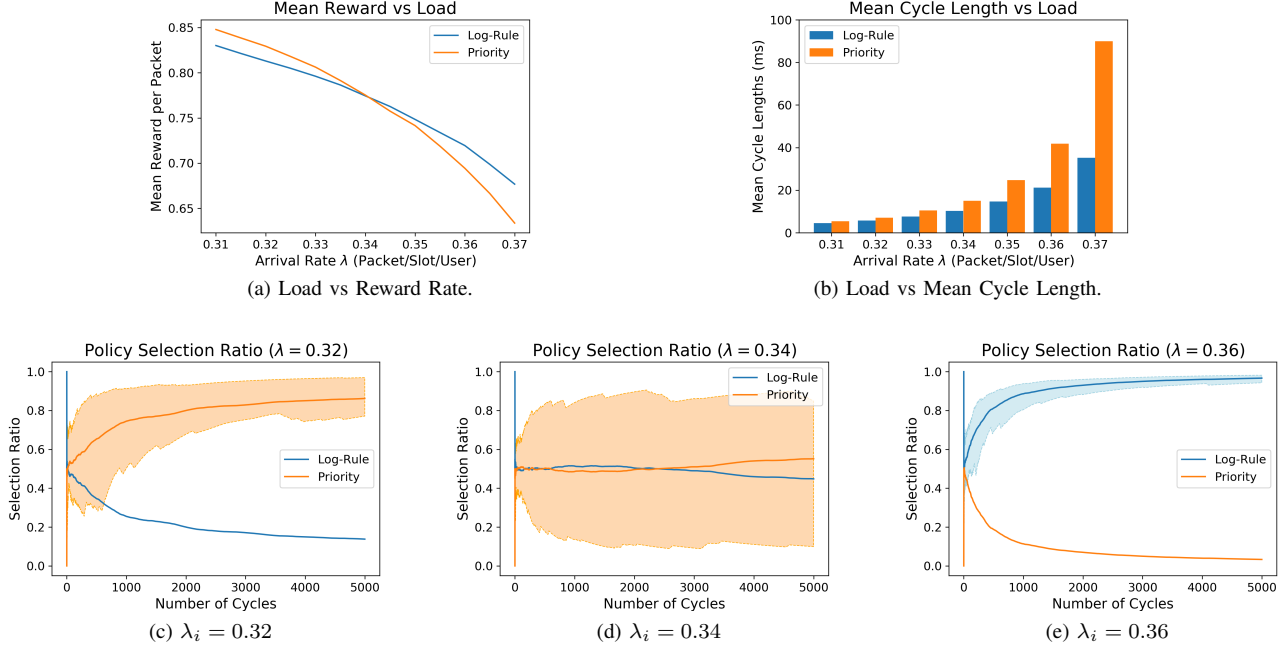 Mean Reward vs Load
Mean Reward per Packet
0.85
0.80
0.75
0.70
0.65
Log-Rule
Priority
0.31 0.32 0.33 0.34 0.35 0.36 0.37
Arrival Rate λ (Packet/Slot/User)
(a) Load vs Reward Rate.
Mean Cycle Length vs Load
Mean Cycle Lengths (ms)
100
80
60
40
20
0
Log-Rule
Priority
0.31 0.32 0.33 0.34 0.35 0.36 0.37
Arrival Rate λ (Packet/Slot/User)
(b) Load vs Mean Cycle Length.
Policy Selection Ratio (λ = 0.32)
Selection Ratio
1.0
0.8
0.6
0.4
0.2
0.0
Log-Rule
Priority
0 1000 2000 3000 4000 5000
Number of Cycles
(c) λi = 0.32
Policy Selection Ratio (λ = 0.34)
Selection Ratio
1.0
0.8
0.6
0.4
0.2
0.0
Log-Rule
Priority
0 1000 2000 3000 4000 5000
Number of Cycles
(d) λi = 0.34
Policy Selection Ratio (λ = 0.36)
Selection Ratio
1.0
0.8
0.6
0.4
0.2
0.0
Log-Rule
Priority
0 1000 2000 3000 4000 5000
Number of Cycles
(e) λi = 0.36